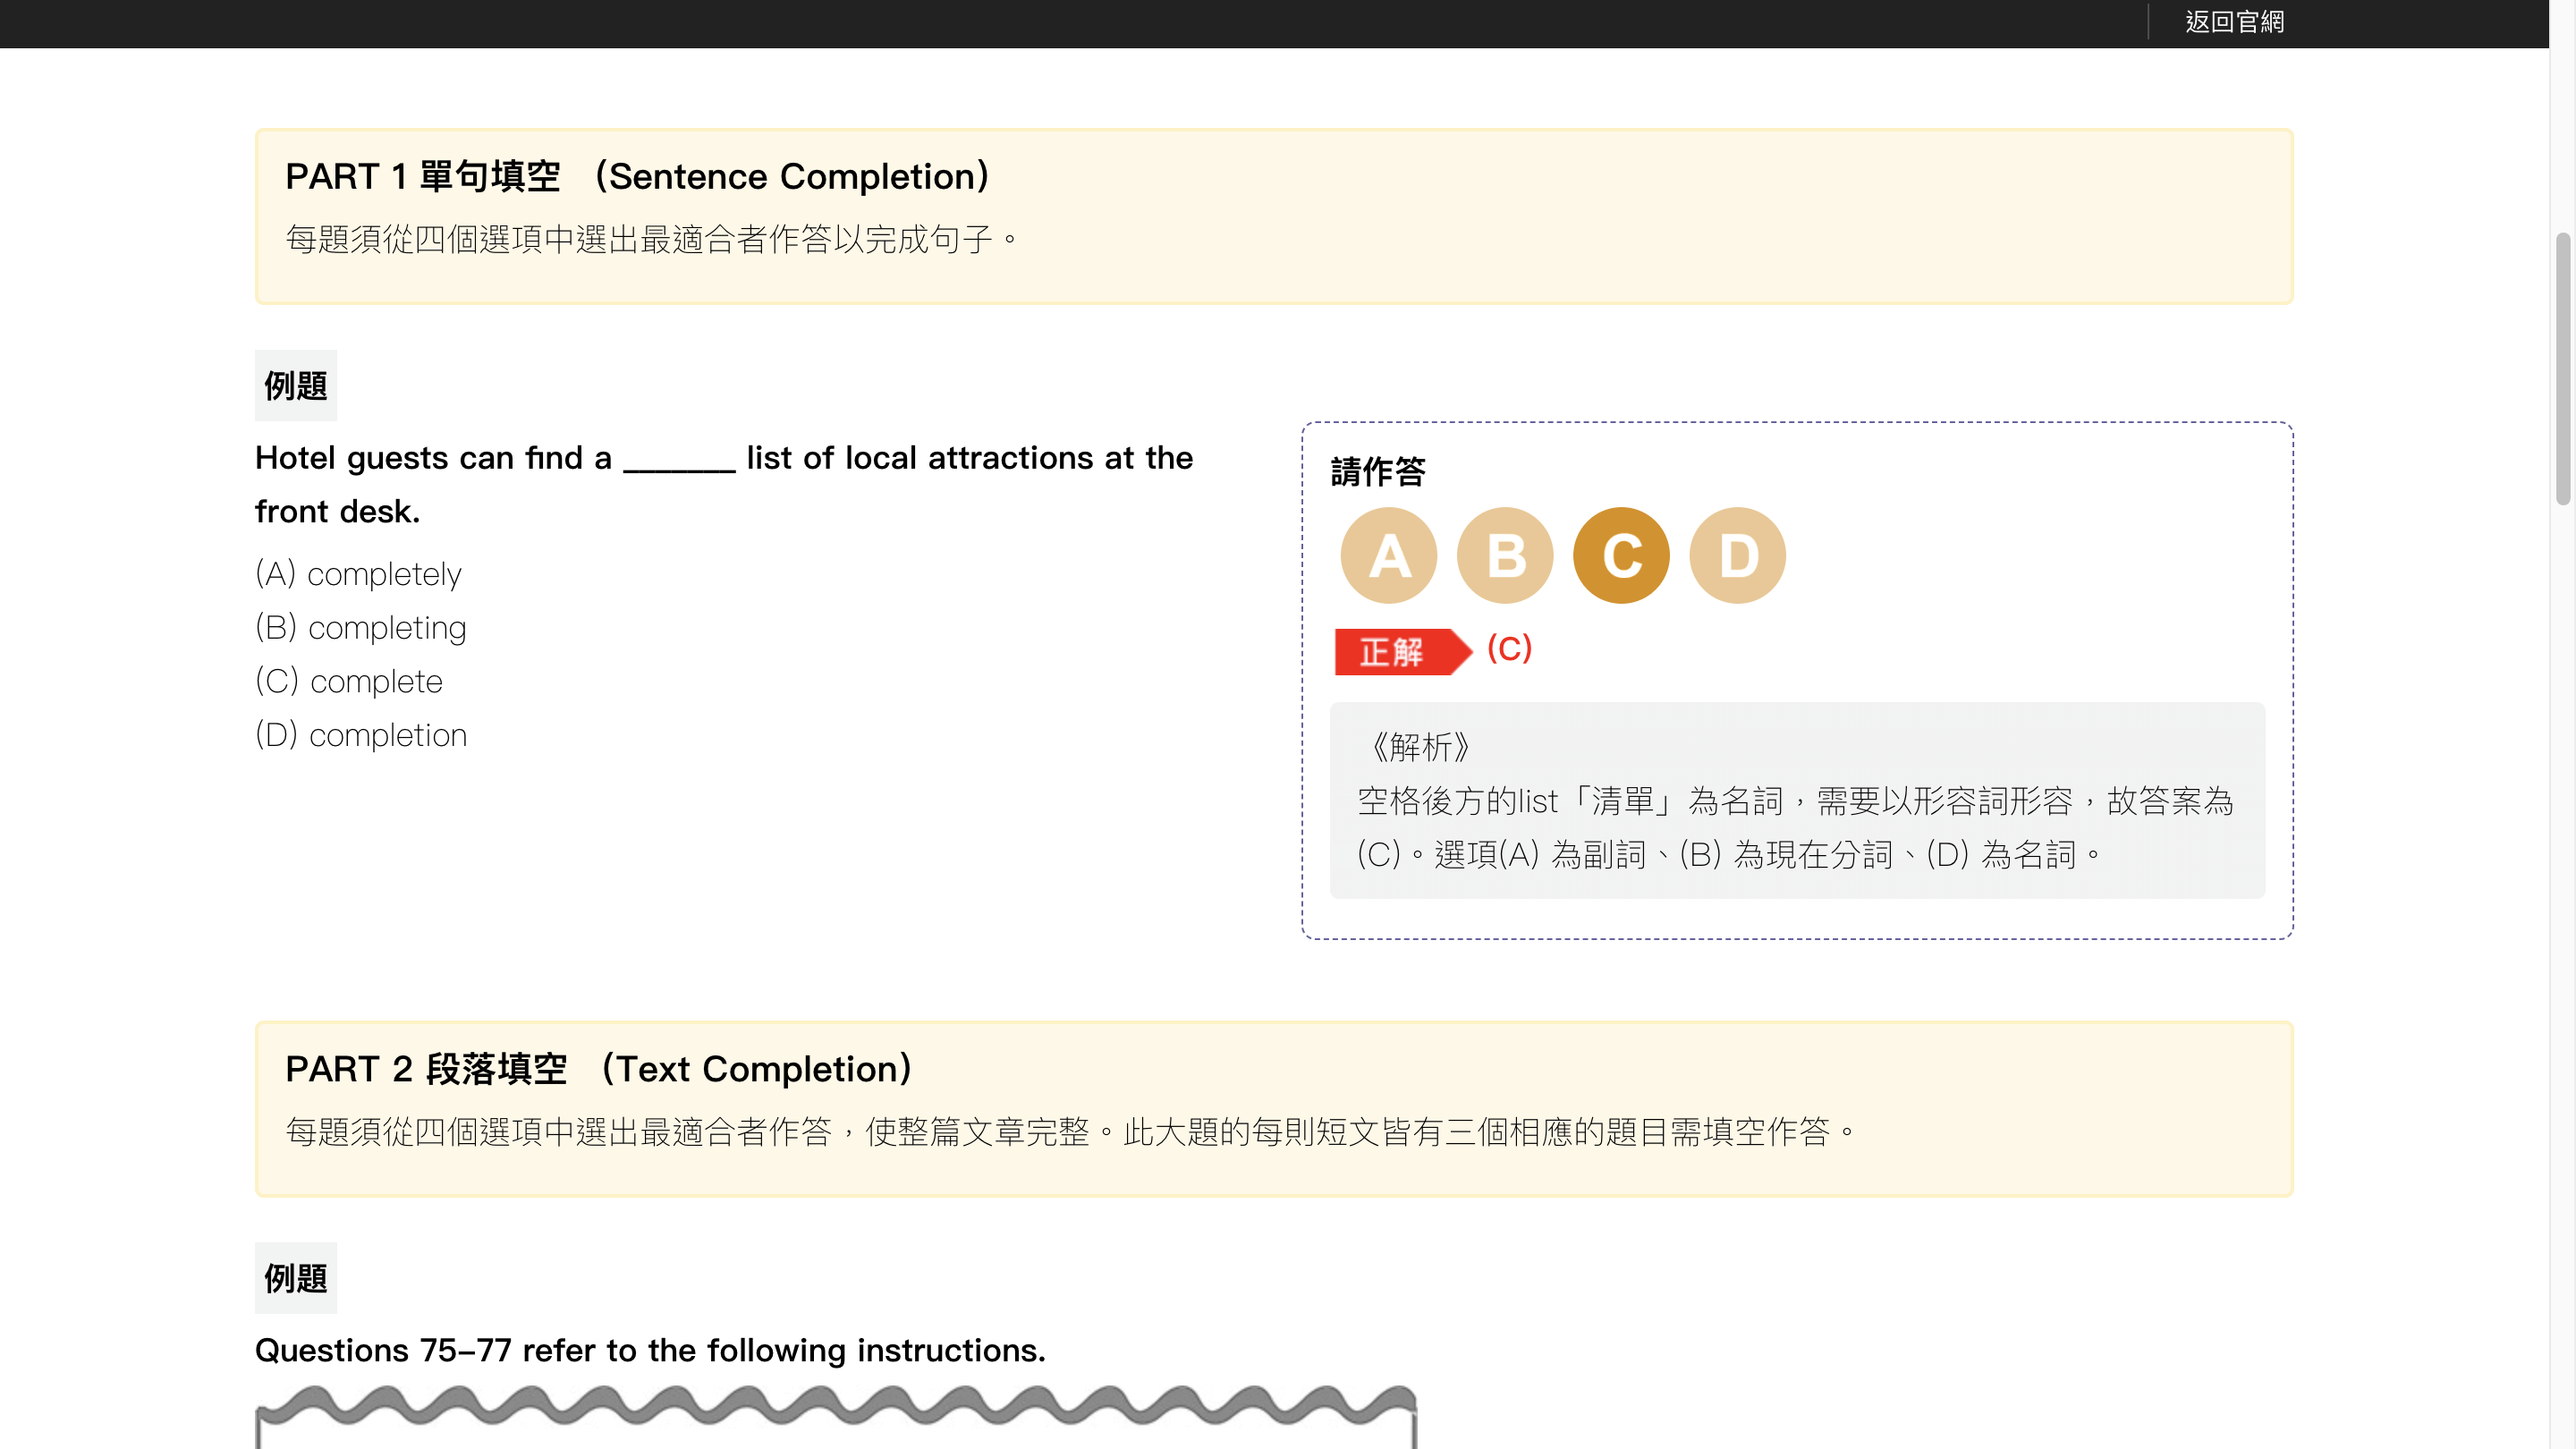 返回官網
PART 1 單句填空 （Sentence Completion）
每題須從四個選項中選出最適合者作答以完成句子。
例題
Hotel guests can find a _______ list of local attractions at the
front desk.
(A) completely
(B) completing
(C) complete
(D) completion
請作答
A B C D
正解 (C)
《解析》
空格後方的list「清單」為名詞，需要以形容詞形容，故答案為
(C)。選項(A) 為副詞、(B) 為現在分詞、(D) 為名詞。
PART 2 段落填空 （Text Completion）
每題須從四個選項中選出最適合者作答，使整篇文章完整。此大題的每則短文皆有三個相應的題目需填空作答。
例題
Questions 75–77 refer to the following instructions.